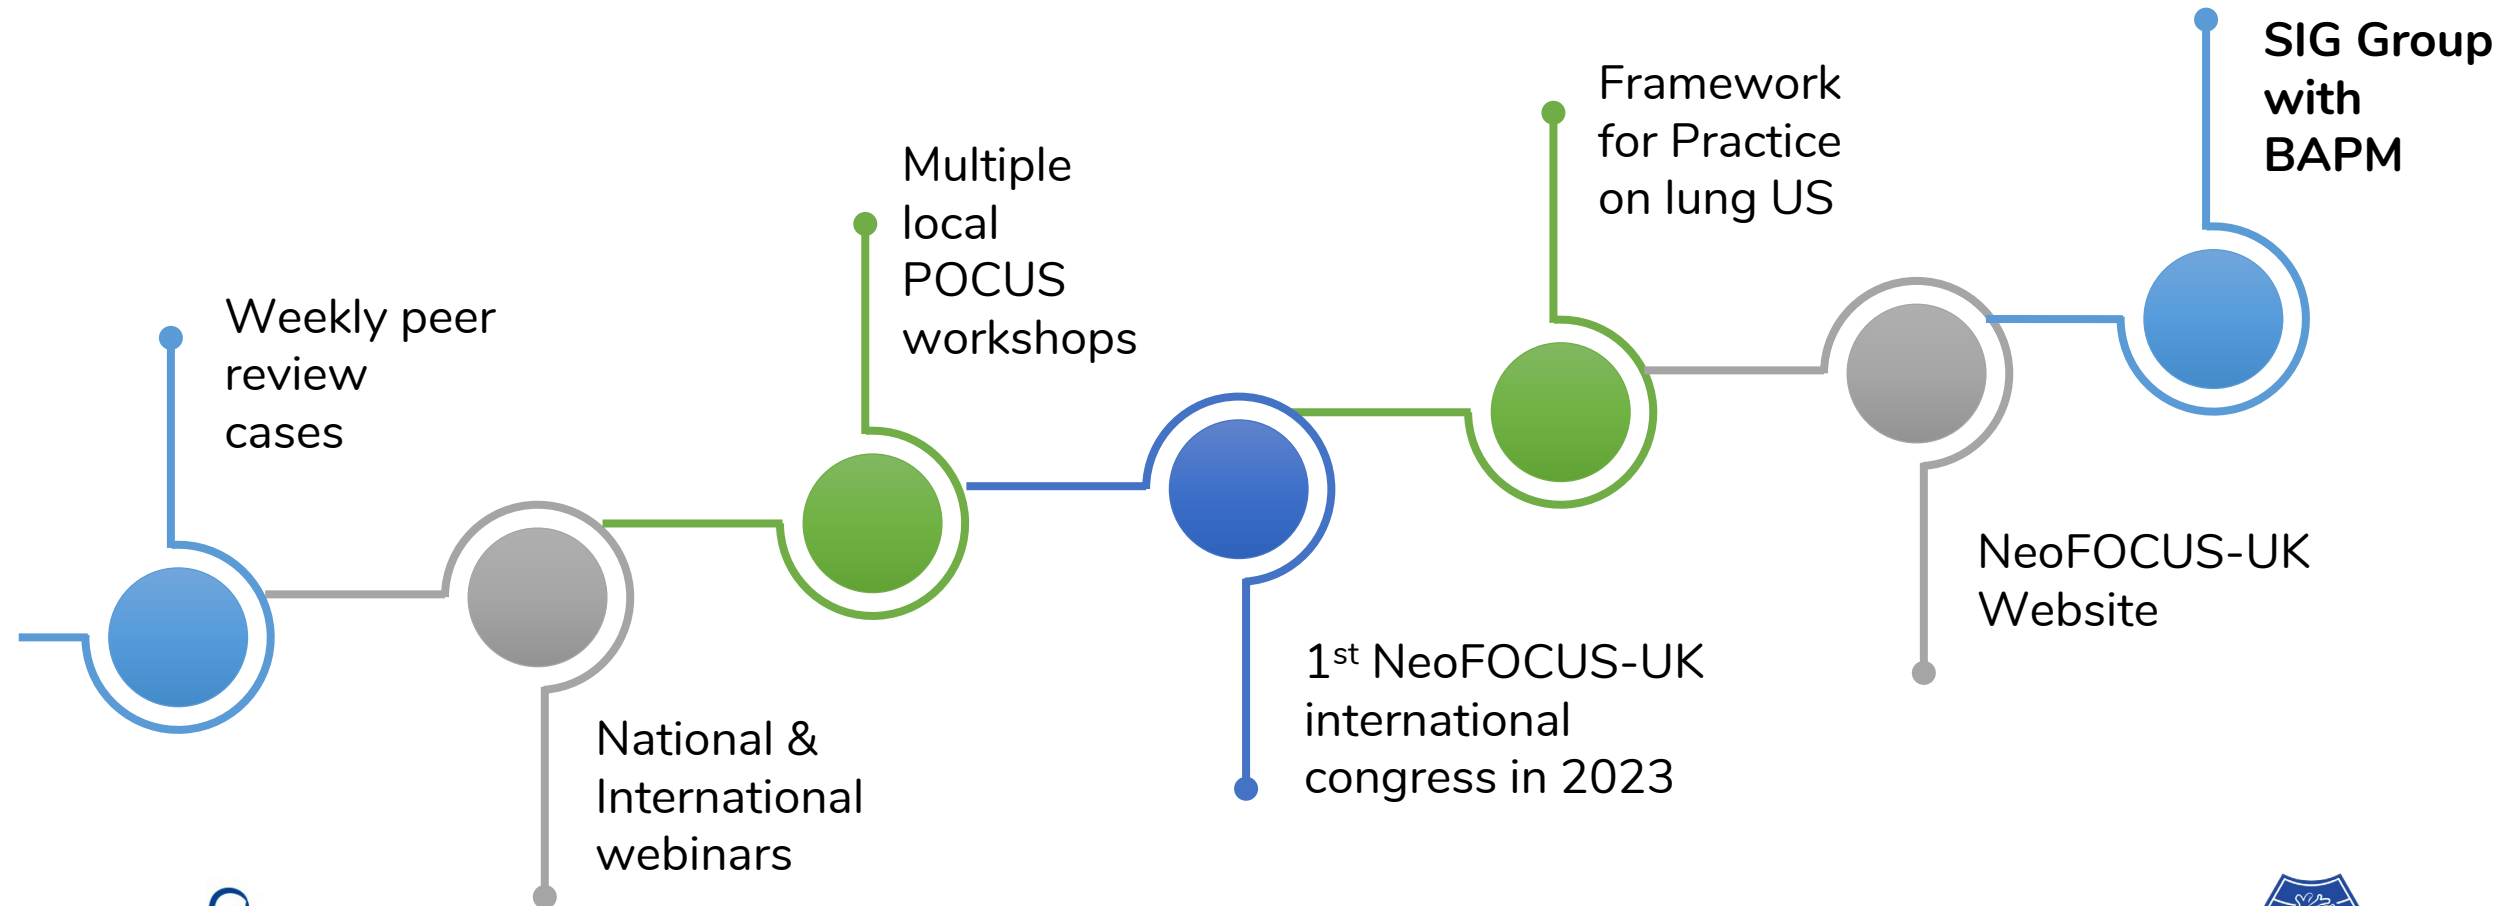 Weekly peer
review
cases
National &
International
webinars
Multiple
local
POCUS
workshops
1st NeoFOCUS-UK
international
congress in 2023
Framework
for Practice
on lung US
NeoFOCUS-UK
Website
SIG Group
with
BAPM